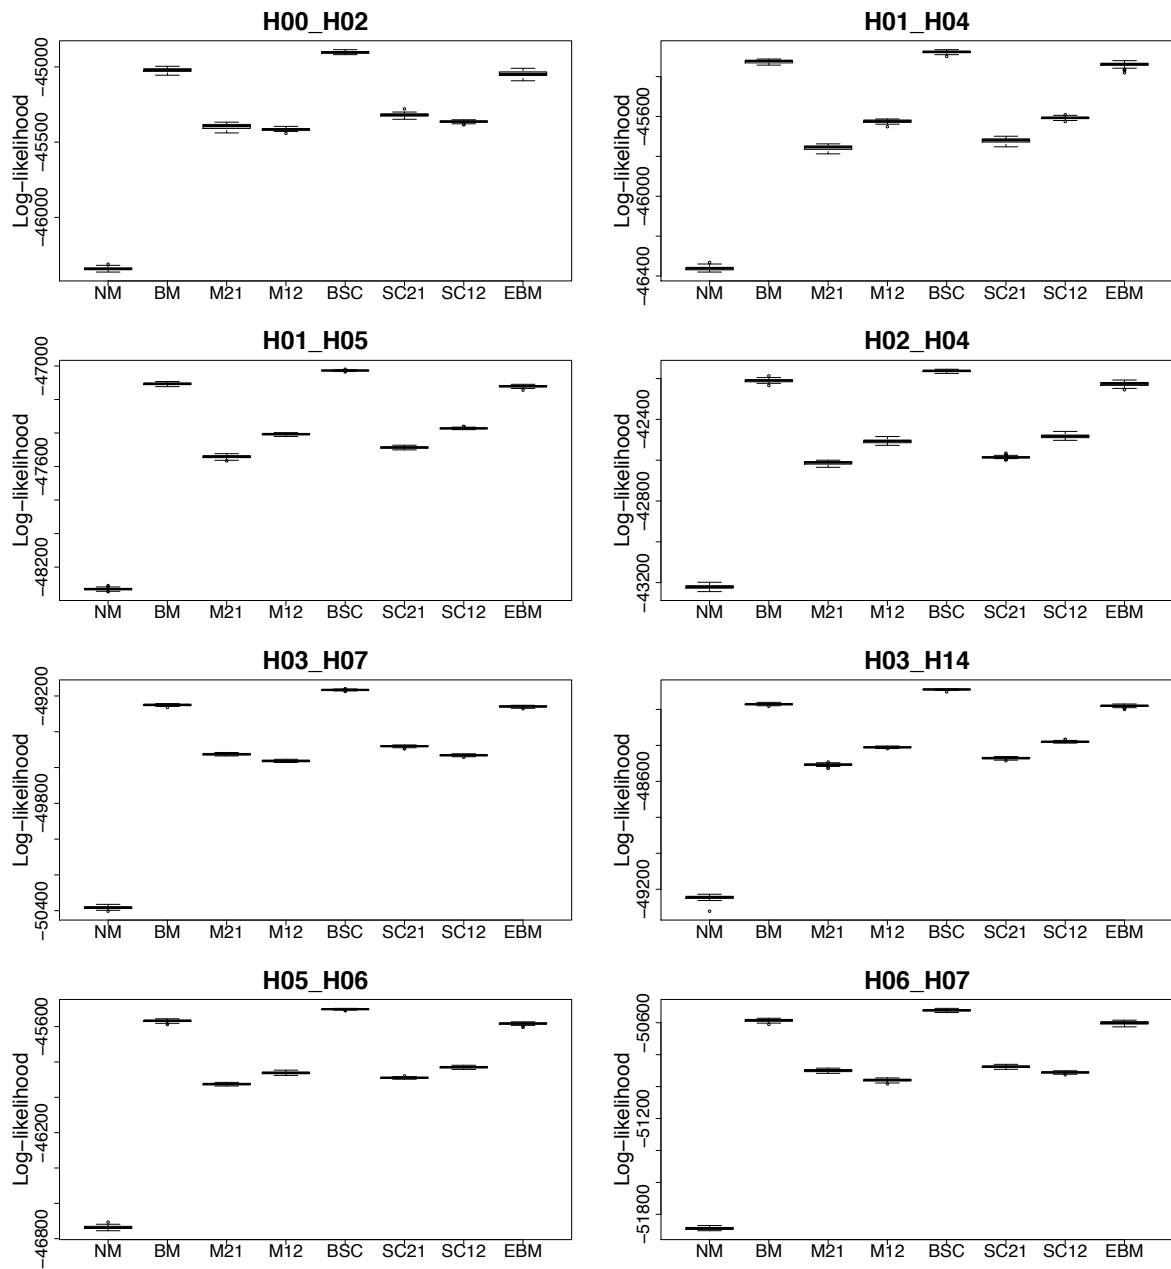 H00_H02
Log−likelihood
−45000
−45500
−46000
NM BM M21 M12 BSC SC21 SC12 EBM
H01_H04
Log−likelihood
−45600
−46000
−46400
NM BM M21 M12 BSC SC21 SC12 EBM
H01_H05
Log−likelihood
−47000
−47600
−48200
NM BM M21 M12 BSC SC21 SC12 EBM
H02_H04
Log−likelihood
−42400
−42800
−43200
NM BM M21 M12 BSC SC21 SC12 EBM
H03_H07
Log−likelihood
−49200
−49800
−50400
NM BM M21 M12 BSC SC21 SC12 EBM
H03_H14
Log−likelihood
−48600
−49200
NM BM M21 M12 BSC SC21 SC12 EBM
H05_H06
Log−likelihood
−45600
−46200
−46800
NM BM M21 M12 BSC SC21 SC12 EBM
H06_H07
Log−likelihood
−50600
−51200
−51800
NM BM M21 M12 BSC SC21 SC12 EBM